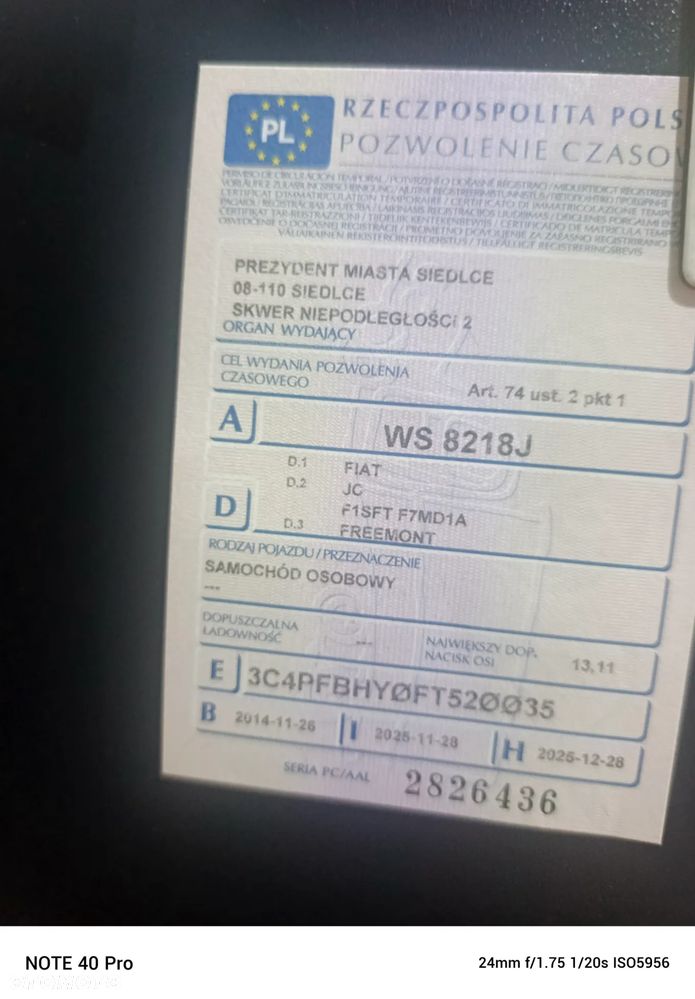 PL
RZECZPOSPOLITA POLS
POZWOLENIE CZASOW
PREZYDENT MIASTA SIEDLCE
08-110 SIEDLCE
SKWER NIEPODLEGŁOŚCI 2
ORGAN WYDAJĄCY
CEL WYDANIA POZWOLENIA
CZASOWEGO
Art. 74 ust. 2 pkt 1
A WS 8218J
D.1 FIAT
D.2 JC
F1SFT F7MD1A
D
D.3 FREEMONT
RODZAJ POJAZDU / PRZEZNACZENIE
SAMOCHÓD OSOBOWY
---
DOPUSZCZALNA
ŁADOWNOŚĆ
---
NAJWIĘKSZY DOP.
NACISK OSI
13,11
E 3C4PFBHYØFT52ØØ35
B 2014-11-26 I 2025-11-28 H 2025-12-28
SERIA PC/AAL 2826436
NOTE 40 Pro
24mm f/1.75 1/20s ISO5956